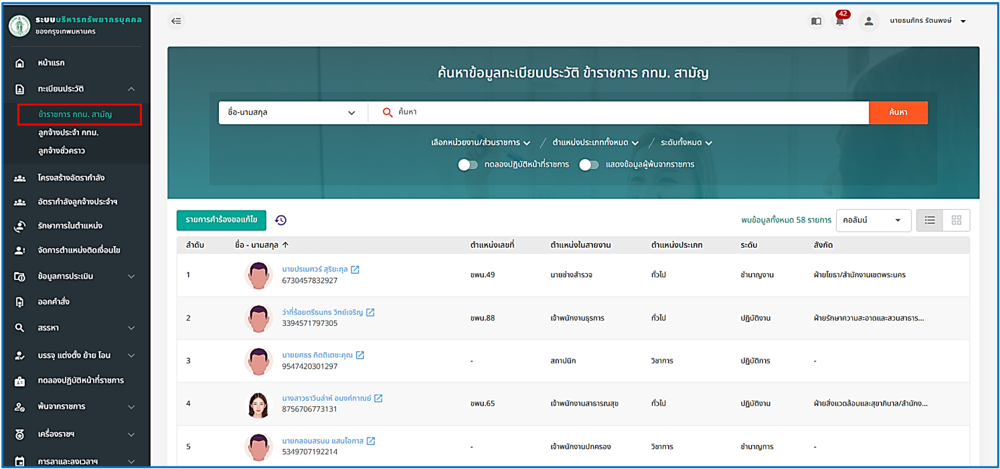 ระบบบริหารทรัพยากรบุคคล
ของกรุงเทพมหานคร
42
นายธนภัทร รัตนพงษ์
หน้าแรก
ทะเบียนประวัติ
ข้าราชการ กทม. สามัญ
ลูกจ้างประจำ กทม.
ลูกจ้างชั่วคราว
โครงสร้างอัตรากำลัง
อัตรากำลังลูกจ้างประจำฯ
รักษาการในตำแหน่ง
จัดการตำแหน่งติดเงื่อนไข
ข้อมูลการประเมิน
ออกคำสั่ง
สรรหา
บรรจุ แต่งตั้ง ย้าย โอน
ทดลองปฏิบัติหน้าที่ราชการ
พ้นจากราชการ
เครื่องราชฯ
การลาและลงเวลาฯ
ค้นหาข้อมูลทะเบียนประวัติ ข้าราชการ กทม. สามัญ
ชื่อ-นามสกุล ค้นหา ค้นหา
เลือกหน่วยงาน/ส่วนราชการ / ตำแหน่งประเภททั้งหมด / ระดับทั้งหมด
ทดลองปฏิบัติหน้าที่ราชการ แสดงข้อมูลผู้พ้นจากราชการ
รายการคำร้องขอแก้ไข พบข้อมูลทั้งหมด 58 รายการ คอลัมน์
ลำดับ ชื่อ - นามสกุล ตำแหน่งเลขที่ ตำแหน่งในสายงาน ตำแหน่งประเภท ระดับ สังกัด
1 นายปรเมศวร์ สุริยะกุล 6730457832927 ขพน.49 นายช่างสำรวจ ทั่วไป ชำนาญงาน ฝ่ายโยธา/สำนักงานเขตพระนคร
2 ว่าที่ร้อยตรีธนกร วิทย์เจริญ 3394571797305 ขพน.88 เจ้าพนักงานธุรการ ทั่วไป ปฏิบัติงาน ฝ่ายรักษาความสะอาดและสวนสาธาร...
3 นายยศธร กิตติเตชะคุณ 9547420301297 - สถาปนิก วิชาการ ปฏิบัติการ -
4 นางสาวธาวินล่าห์ อนงค์กาณย์ 8756706773131 ขพน.65 เจ้าพนักงานสาธารณสุข ทั่วไป ปฏิบัติงาน ฝ่ายสิ่งแวดล้อมและสุขาภิบาล/สำนักง...
5 นายกลอนสรนน แสนโอภาส 5349707192214 - เจ้าพนักงานปกครอง วิชาการ ชำนาญการ -